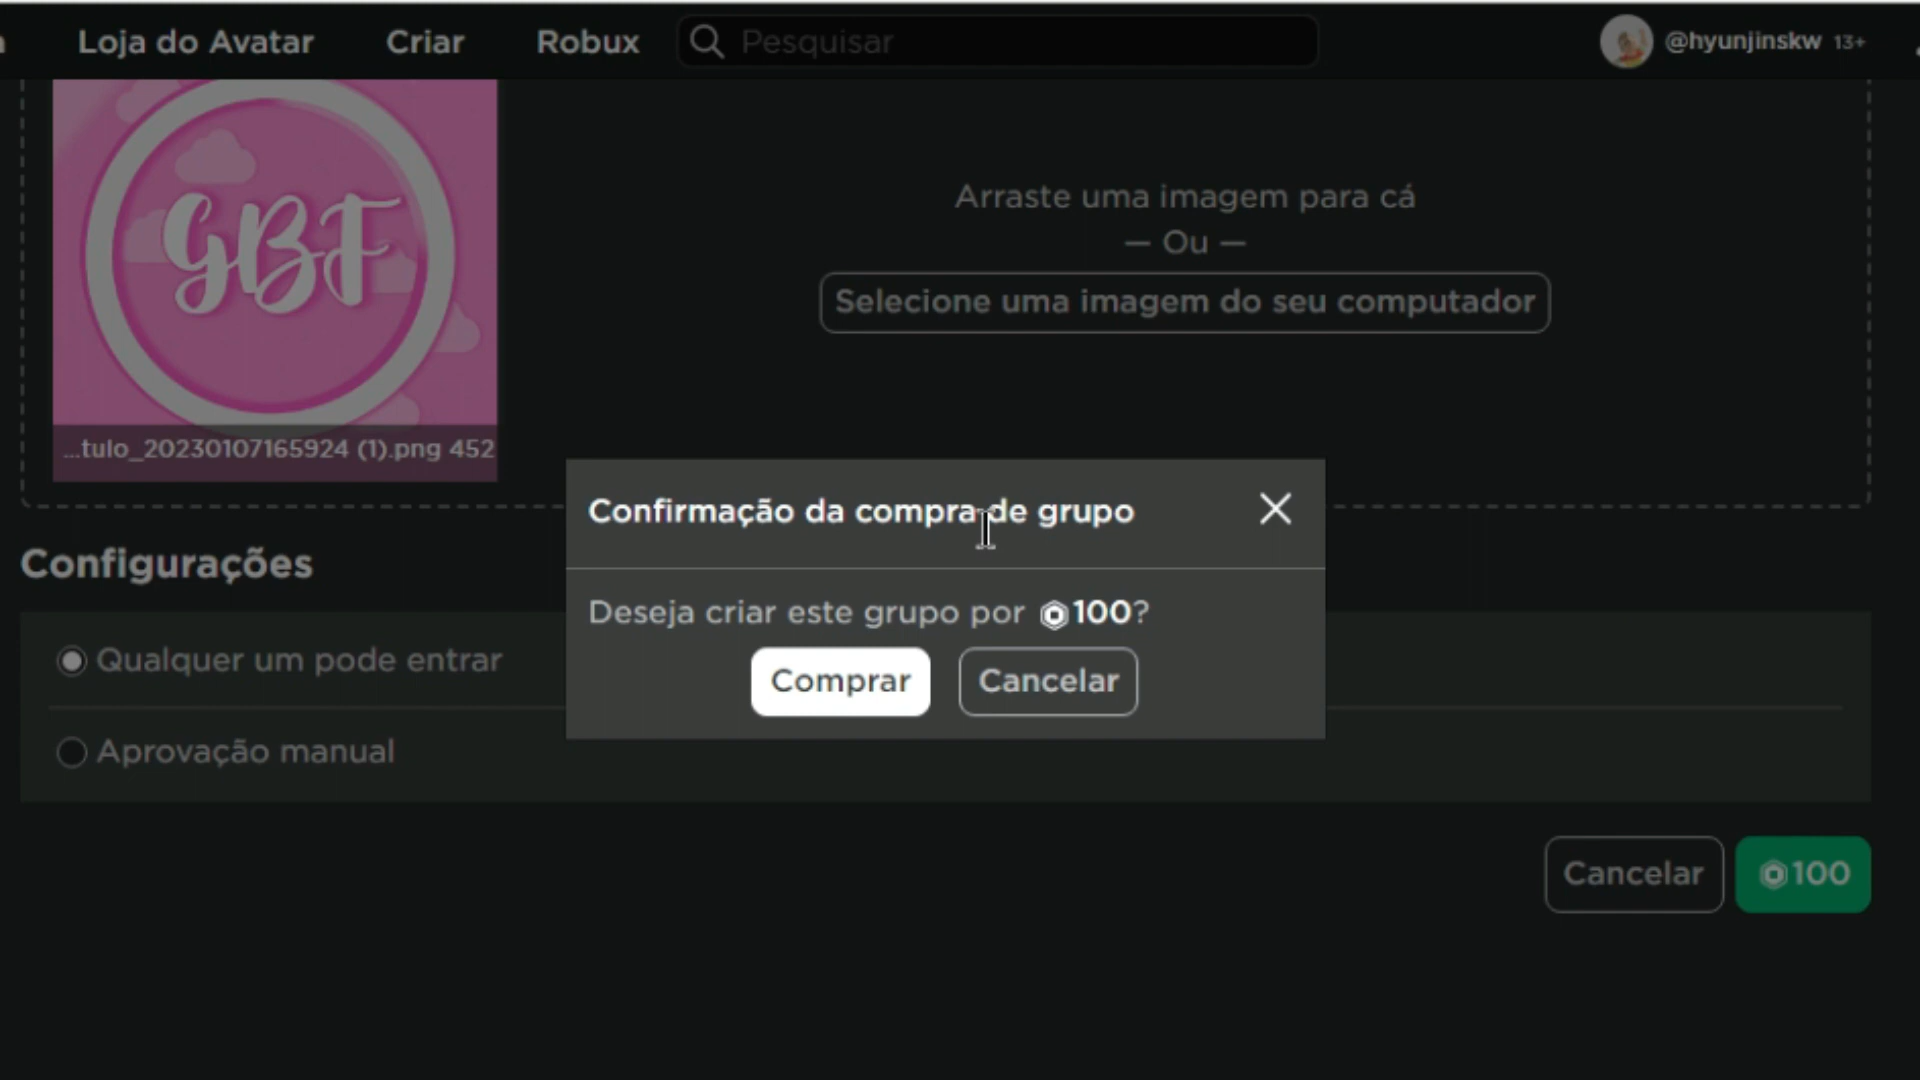 Loja do Avatar
Criar
Robux
Pesquisar
@hyunjinskw 13+
GBF
...tulo_20230107165924 (1).png 452
Arraste uma imagem para cá
— Ou —
Selecione uma imagem do seu computador
Confirmação da compra de grupo
Deseja criar este grupo por 100?
Comprar
Cancelar
Configurações
Qualquer um pode entrar
Aprovação manual
Cancelar
100